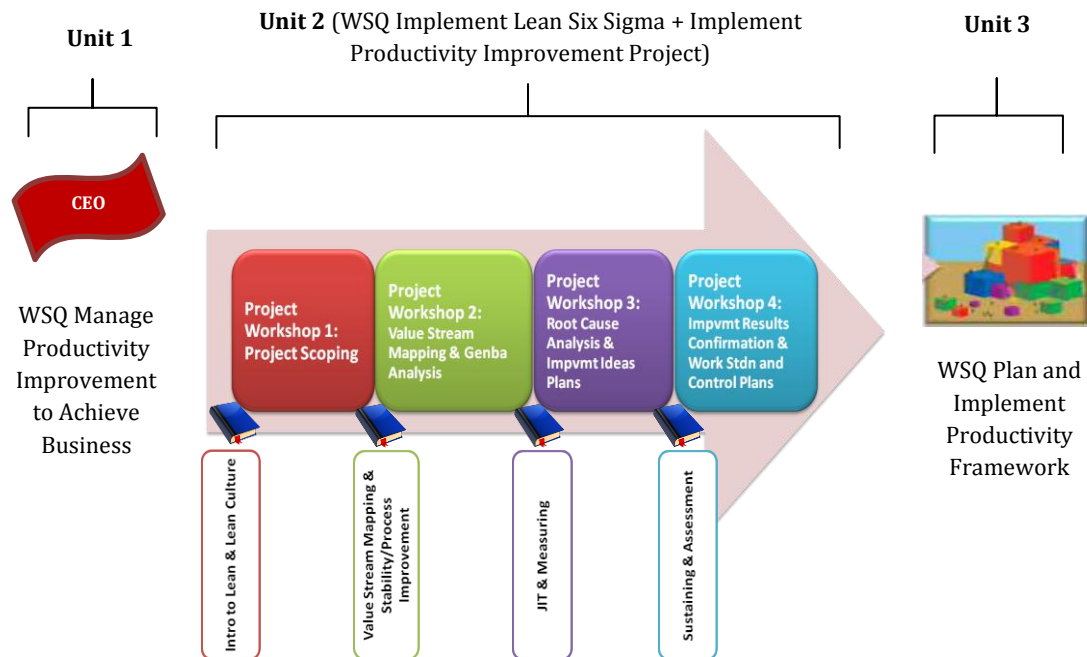 Unit 1
Unit 2 (WSQ Implement Lean Six Sigma + Implement
Productivity Improvement Project)
Unit 3
CEO
WSQ Manage
Productivity
Improvement
to Achieve
Business
Project
Workshop 1:
Project Scoping
Project
Workshop 2:
Value Stream
Mapping & Genba
Analysis
Project
Workshop 3:
Root Cause
Analysis &
Impvmt Ideas
Plans
Project
Workshop 4:
Impvmt Results
Confirmation &
Work Stdn and
Control Plans
WSQ Plan and
Implement
Productivity
Framework
Intro to Lean & Lean Culture
Value Stream Mapping &
Stability/Process
Improvement
JIT & Measuring
Sustaining & Assessment